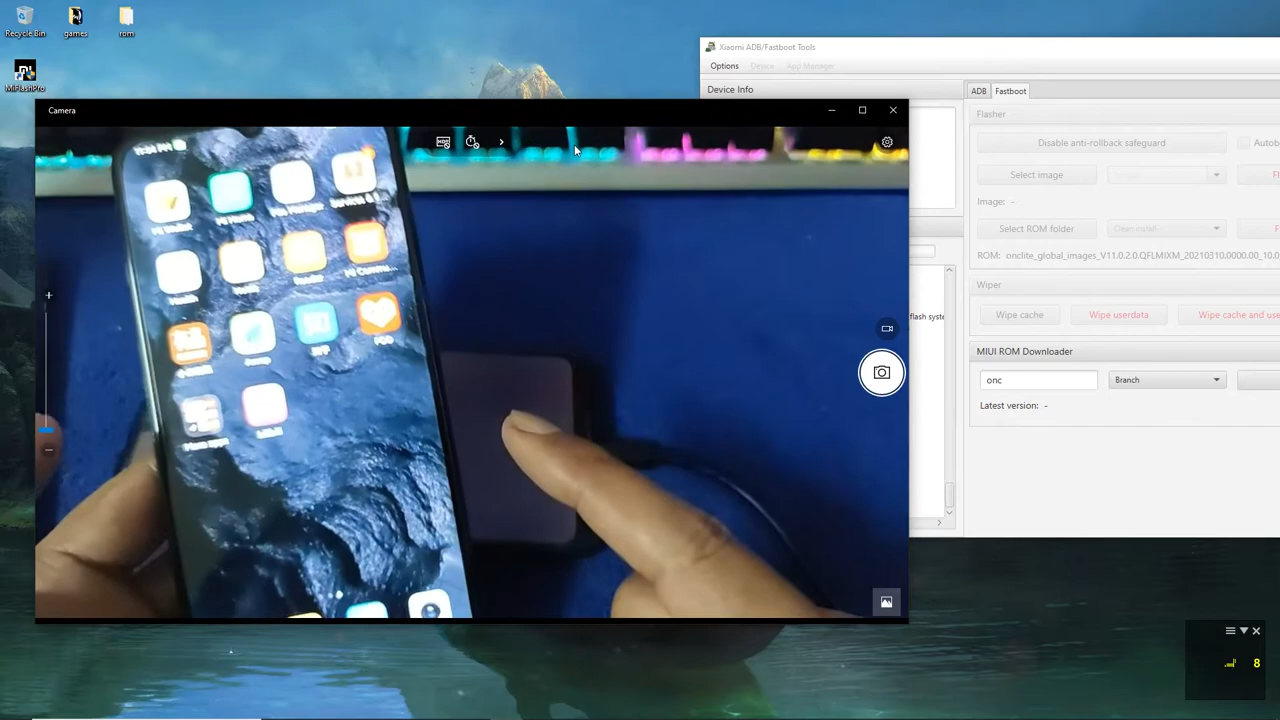 Recycle Bin
games
rom
MiFlashPro
Xiaomi ADB/Fastboot Tools
Options
Device
App Manager
Device Info
ADB
Fastboot
Flasher
Disable anti-rollback safeguard
Autob
Select image
Fl
Image: -
Select ROM folder
Clean install
F
ROM: onclite_global_images_V11.0.2.0.QFLMIXM_20210310.0000.00_10.0
Wiper
Wipe cache
Wipe userdata
Wipe cache and use
flash syste
MIUI ROM Downloader
onc
Branch
Latest version: -
Camera
8